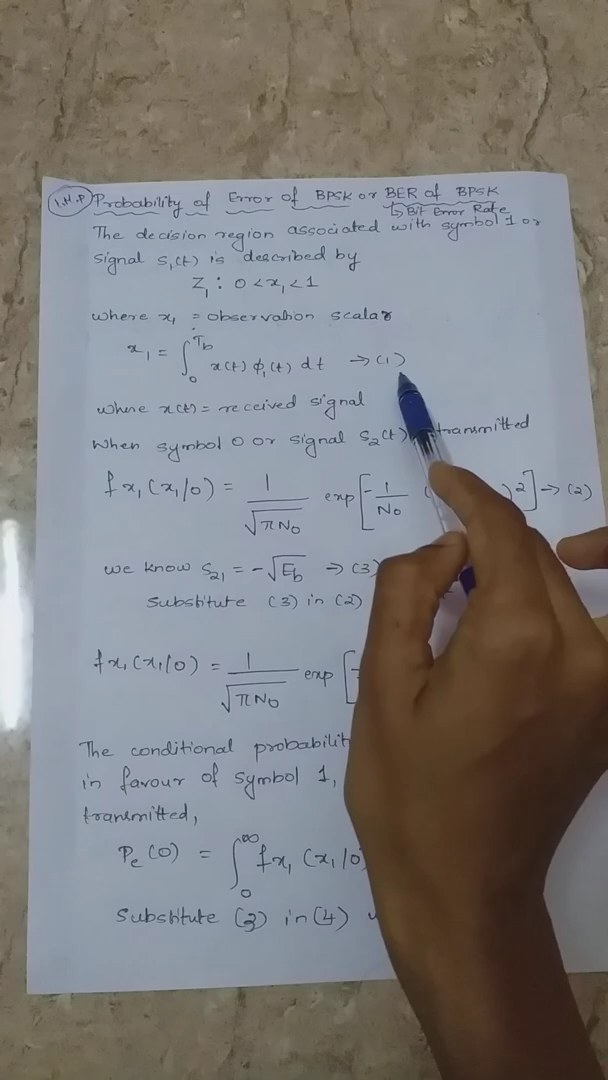 I.M.P Probability of Error of BPSK or BER of BPSK
↳ Bit Error Rate
The decision region associated with symbol 1 or
signal s₁(t) is described by
Z₁ : 0 < x₁ < 1
where x₁ = observation scalar
x₁ = ∫₀^Tb x(t) φ₁(t) dt → (1)
where x(t) = received signal
When symbol 0 or signal s₂(t) transmitted
fx₁(x₁/0) = 1/√πN₀ exp[-1/N₀ ( )²] → (2)
we know s₂₁ = -√Eb → (3)
substitute (3) in (2)
fx₁(x₁/0) = 1/√πN₀ exp[
The conditional
in favour of symbol 1,
transmitted,
Pe(0) = ∫₀^∞ fx₁(x₁/0)
Substitute (3) in (4)